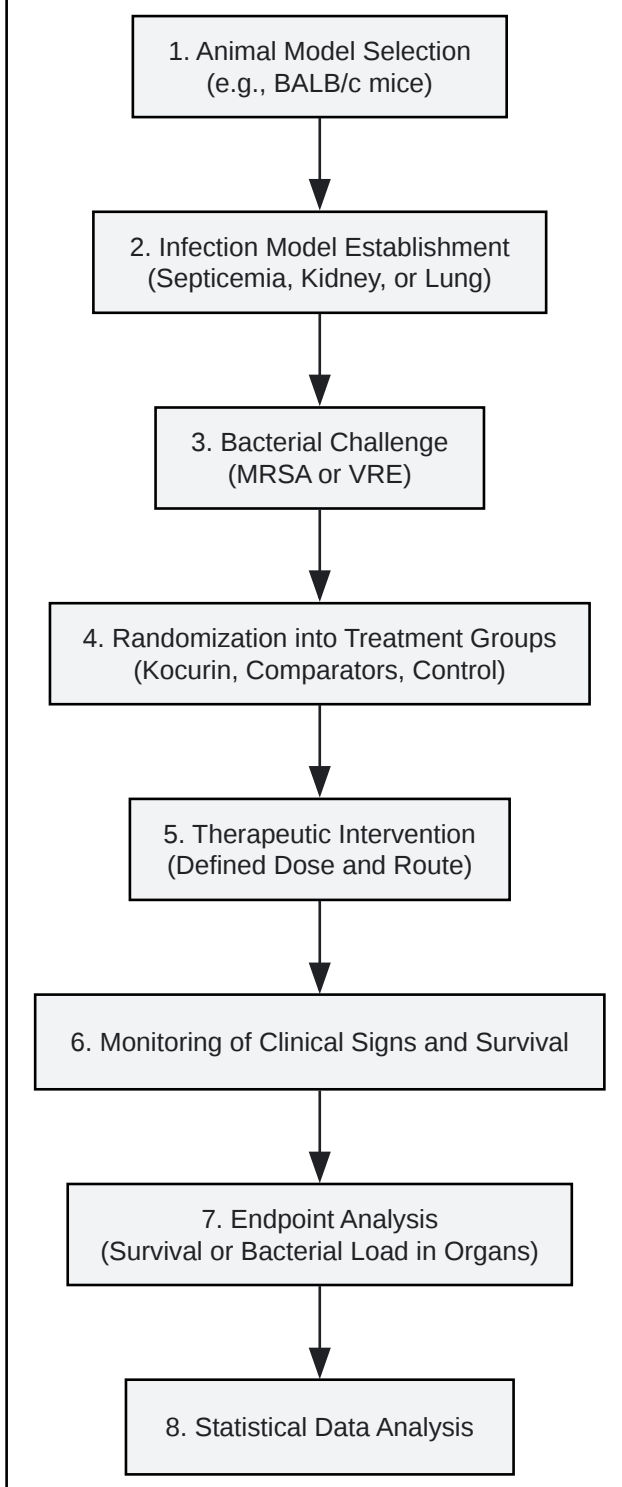 1. Animal Model Selection
(e.g., BALB/c mice)
2. Infection Model Establishment
(Septicemia, Kidney, or Lung)
3. Bacterial Challenge
(MRSA or VRE)
4. Randomization into Treatment Groups
(Kocurin, Comparators, Control)
5. Therapeutic Intervention
(Defined Dose and Route)
6. Monitoring of Clinical Signs and Survival
7. Endpoint Analysis
(Survival or Bacterial Load in Organs)
8. Statistical Data Analysis